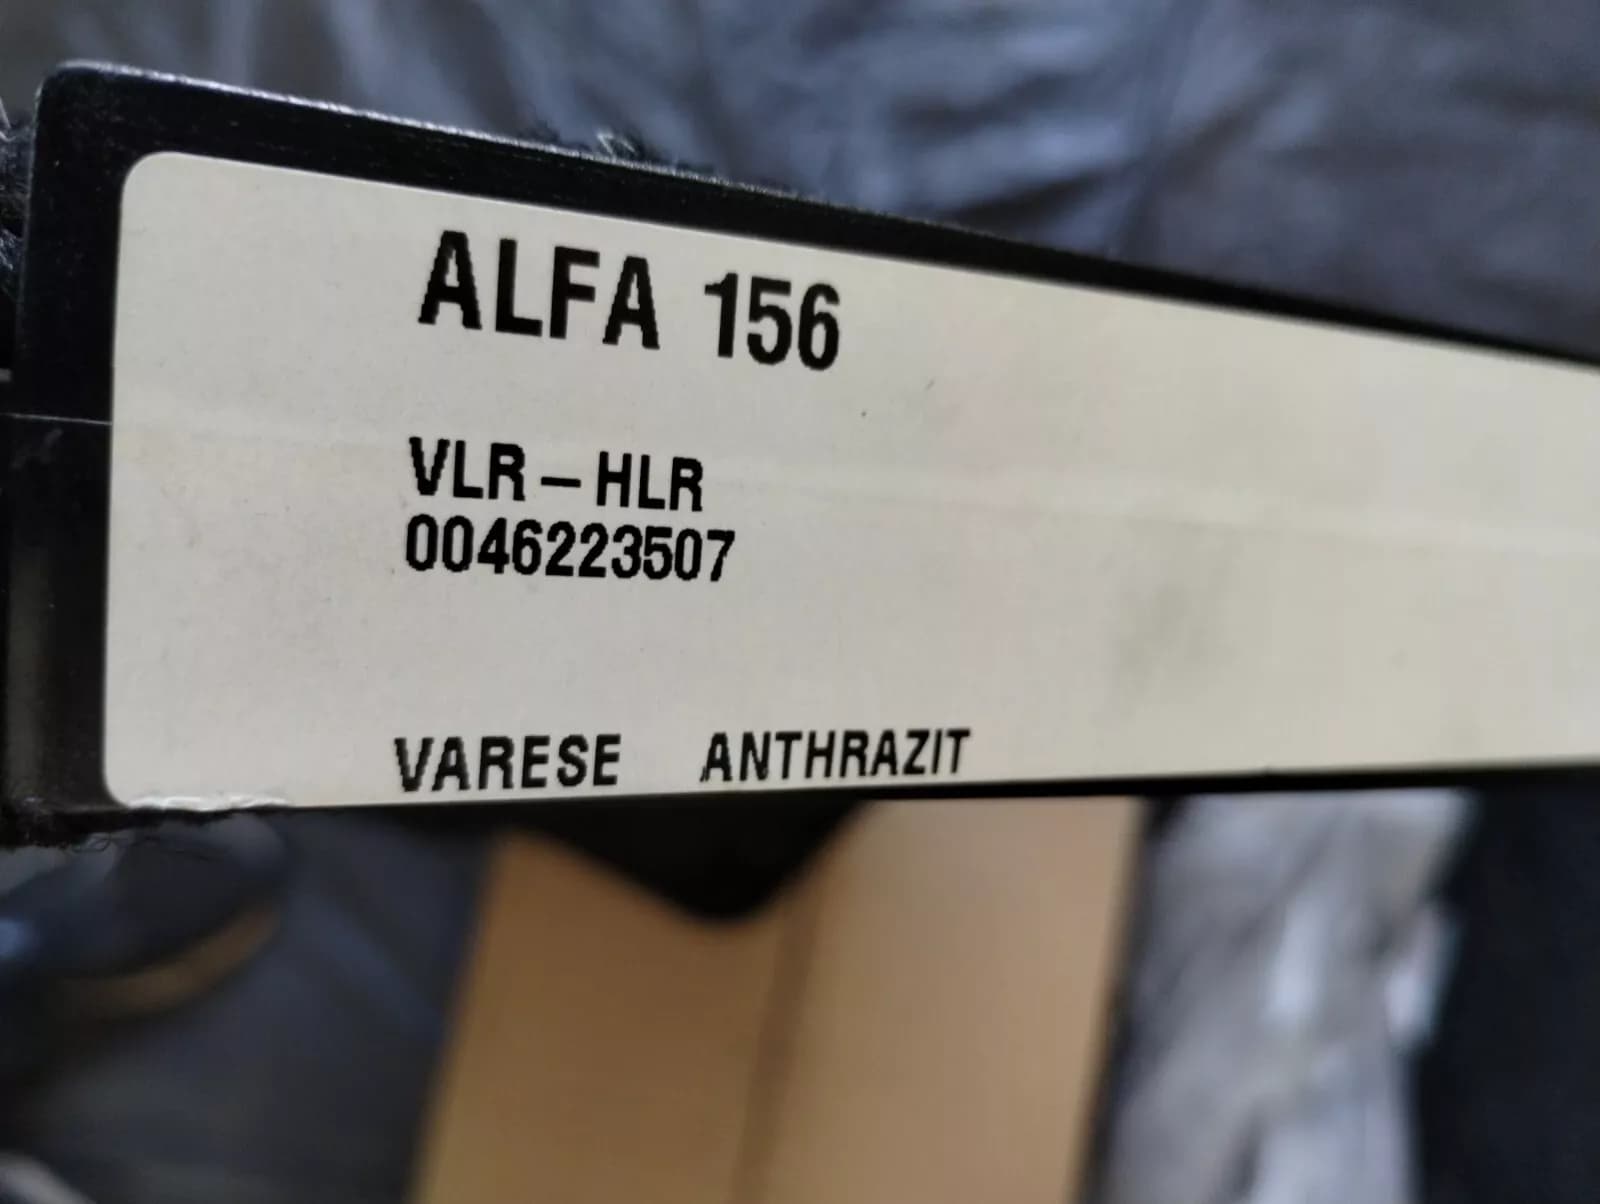 ALFA 156
VLR – HLR
0046223507
VARESE ANTHRAZIT